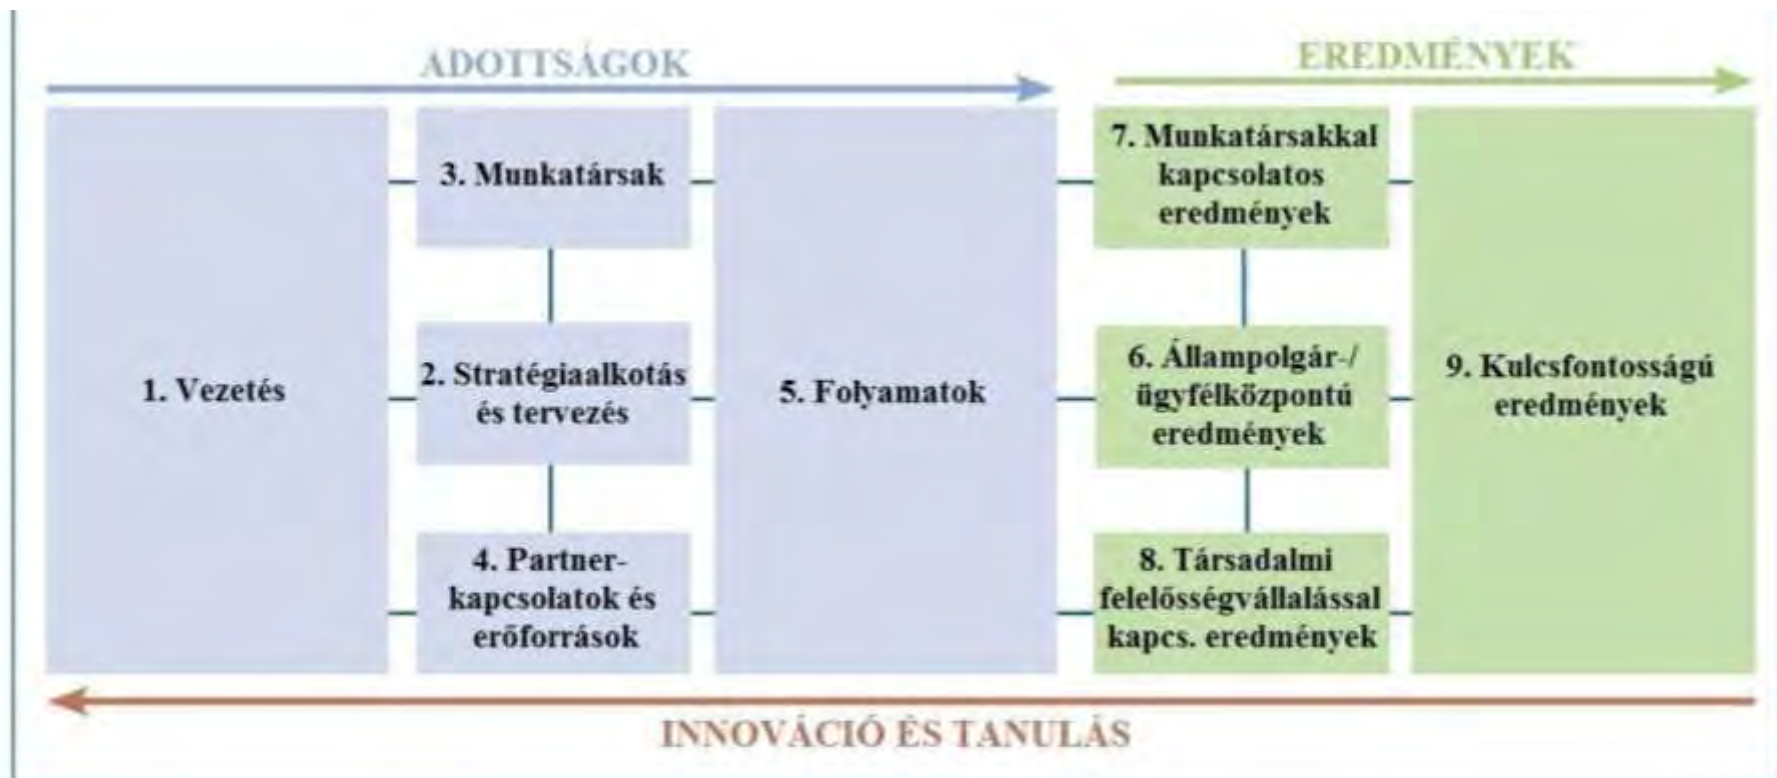 ADOTTSÁGOK
EREDMÉNYEK
1. Vezetés
3. Munkatársak
2. Stratégiaalkotás
és tervezés
4. Partner-
kapcsolatok és
erőforrások
5. Folyamatok
7. Munkatársakkal
kapcsolatos
eredmények
6. Állampolgár-/
ügyfélközpontú
eredmények
8. Társadalmi
felelősségvállalással
kapcs. eredmények
9. Kulcsfontosságú
eredmények
INNOVÁCIÓ ÉS TANULÁS